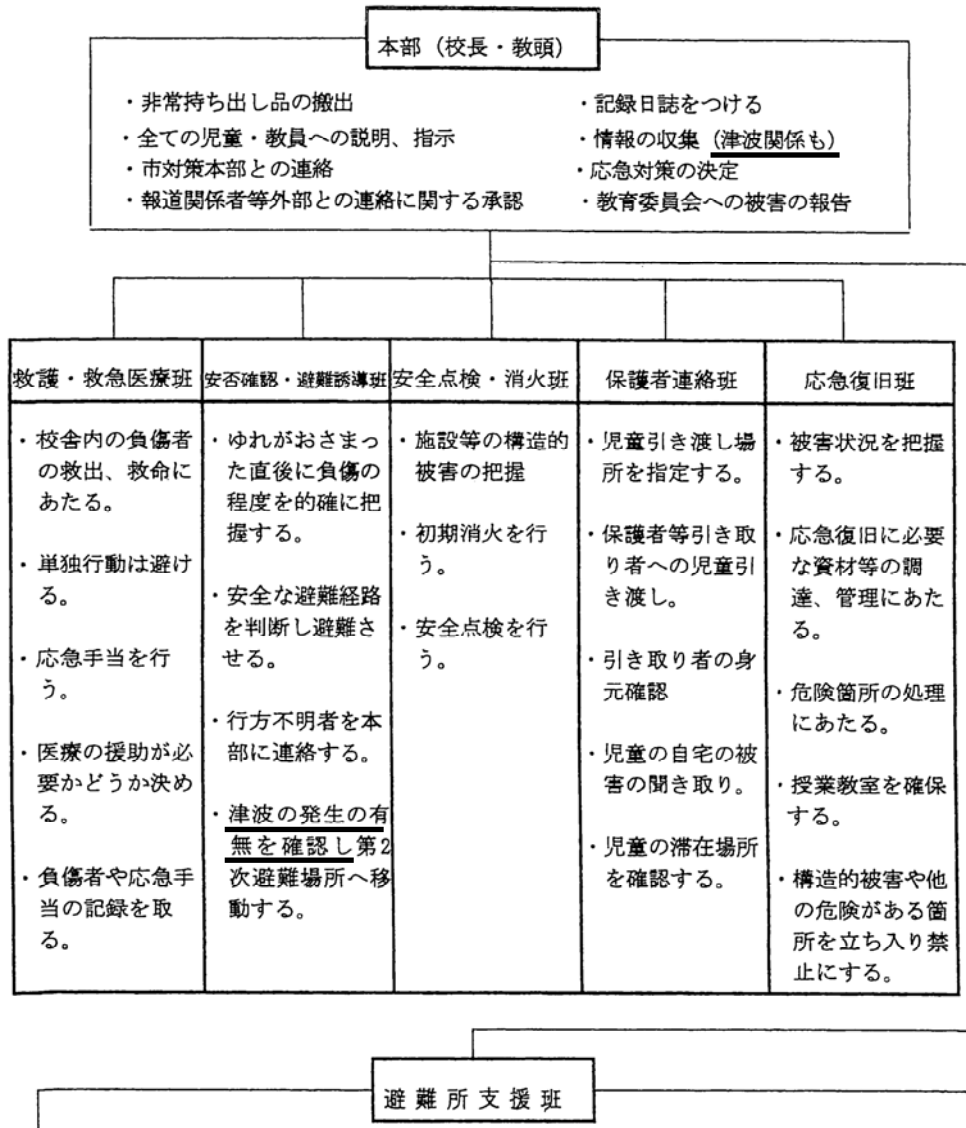 本部（校長・教頭）
・非常持ち出し品の搬出
・全ての児童・教員への説明、指示
・市対策本部との連絡
・報道関係者等外部との連絡に関する承認
・記録日誌をつける
・情報の収集（津波関係も）
・応急対策の決定
・教育委員会への被害の報告
救護・救急医療班
・校舎内の負傷者
の救出、救命に
あたる。
・単独行動は避け
る。
・応急手当を行
う。
・医療の援助が必
要かどうか決め
る。
・負傷者や応急手
当の記録を取
る。
安否確認・避難誘導班
・ゆれがおさまっ
た直後に負傷の
程度を的確に把
握する。
・安全な避難経路
を判断し避難さ
せる。
・行方不明者を本
部に連絡する。
・津波の発生の有
無を確認し第2
次避難場所へ移
動する。
安全点検・消火班
・施設等の構造的
被害の把握
・初期消火を行
う。
・安全点検を行
う。
保護者連絡班
・児童引き渡し場
所を指定する。
・保護者等引き取
り者への児童引
き渡し。
・引き取り者の身
元確認
・児童の自宅の被
害の聞き取り。
・児童の滞在場所
を確認する。
応急復旧班
・被害状況を把握
する。
・応急復旧に必要
な資材等の調
達、管理にあた
る。
・危険箇所の処理
にあたる。
・授業教室を確保
する。
・構造的被害や他
の危険がある箇
所を立ち入り禁
止にする。
避難所支援班